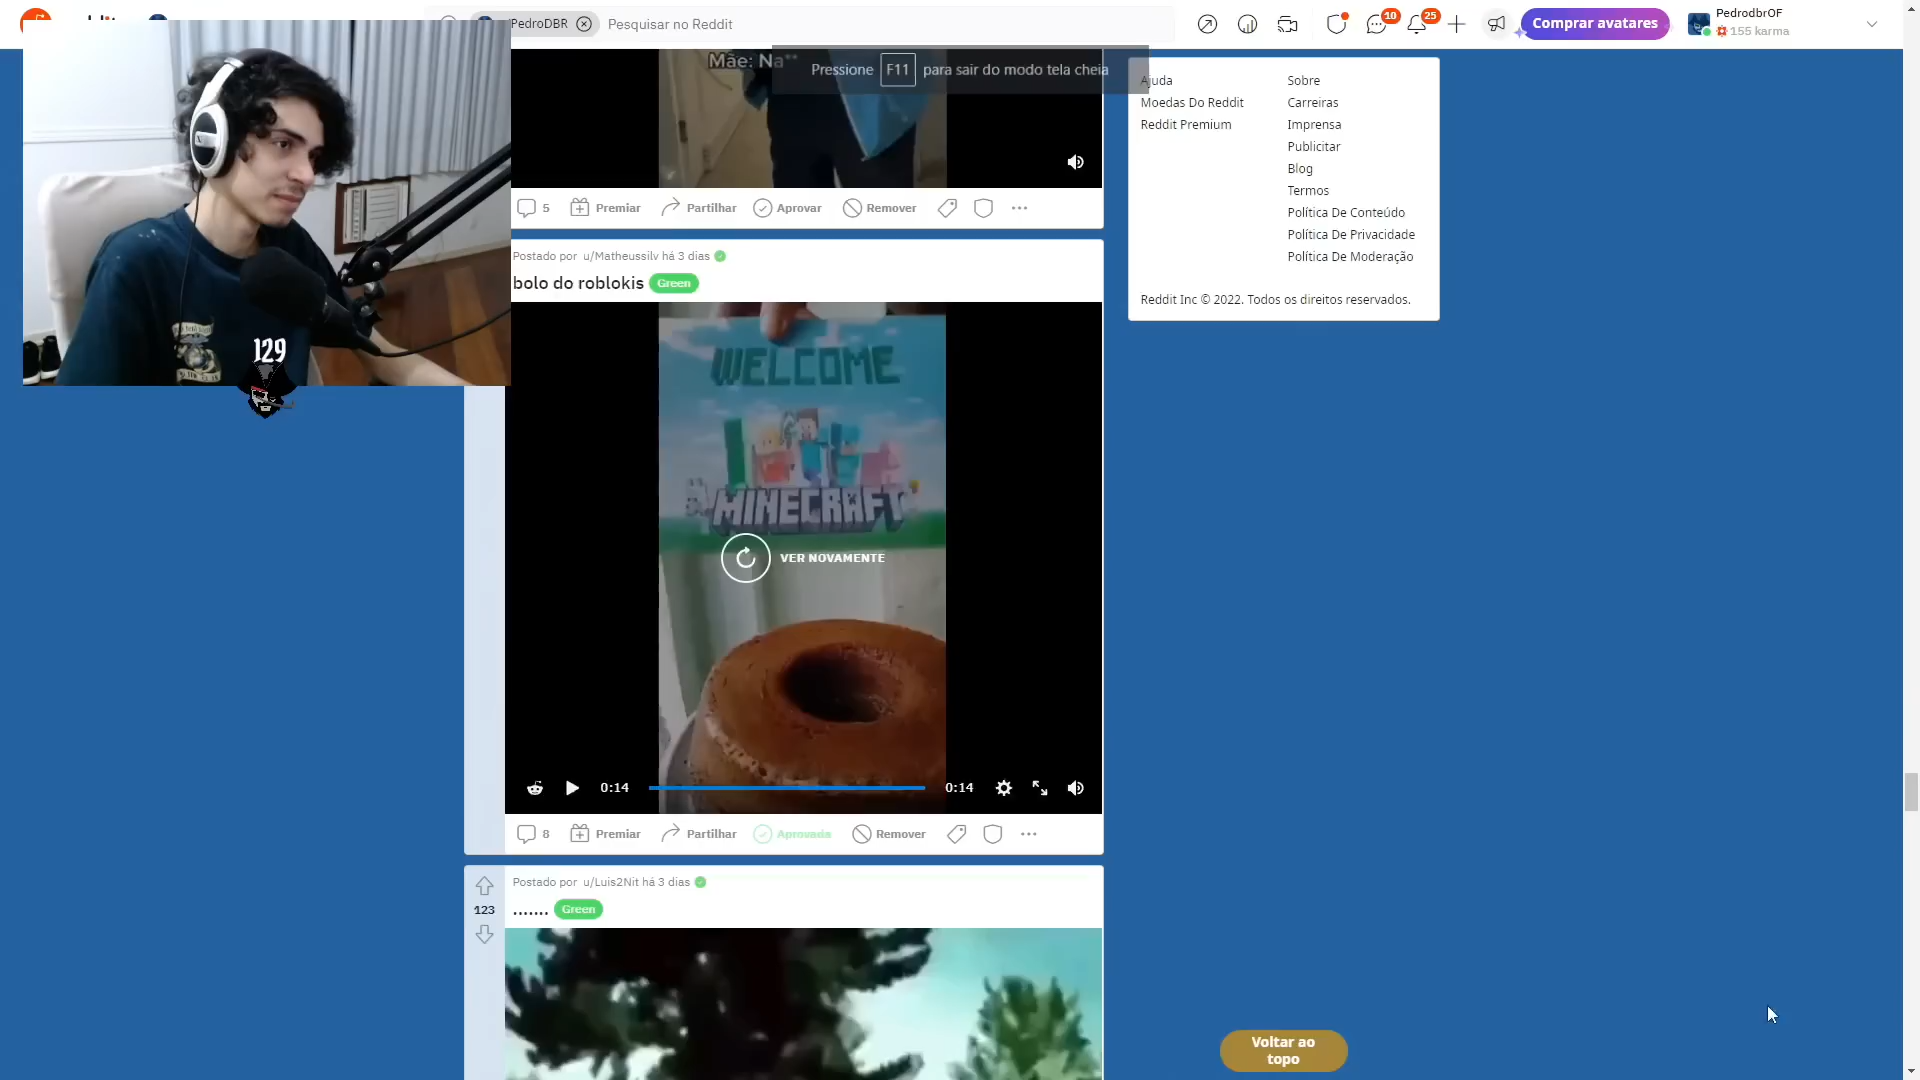 PedroDBR
Pesquisar no Reddit
10
25
Comprar avatares
PedrodbrOF
155 karma
Mãe: Na**
Pressione F11 para sair do modo tela cheia
Ajuda
Moedas Do Reddit
Reddit Premium
Sobre
Carreiras
Imprensa
Publicitar
Blog
Termos
Política De Conteúdo
Política De Privacidade
Política De Moderação
Reddit Inc © 2022. Todos os direitos reservados.
5 Premiar Partilhar Aprovar Remover ...
Postado por u/Matheussilv há 3 dias
bolo do roblokis Green
129
WELCOME
MINECRAFT
VER NOVAMENTE
0:14 0:14
8 Premiar Partilhar Aprovada Remover ...
Postado por u/Luis2Nit há 3 dias
123
....... Green
Voltar ao
topo